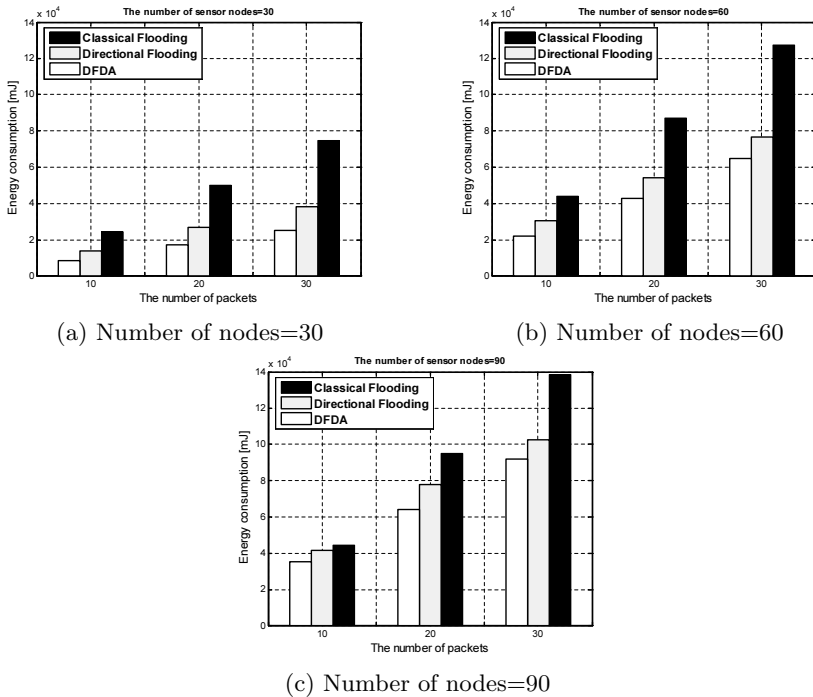 The number of sensor nodes=30
x 10^4
14
12
10
8
6
4
2
0
Energy consumption [mJ]
Classical Flooding
Directional Flooding
DFDA
10 20 30
The number of packets
(a) Number of nodes=30
The number of sensor nodes=60
x 10^4
14
12
10
8
6
4
2
0
Energy consumption [mJ]
Classical Flooding
Directional Flooding
DFDA
10 20 30
The number of packets
(b) Number of nodes=60
The number of sensor nodes=90
x 10^4
14
12
10
8
6
4
2
0
Energy consumption [mJ]
Classical Flooding
Directional Flooding
DFDA
10 20 30
The number of packets
(c) Number of nodes=90